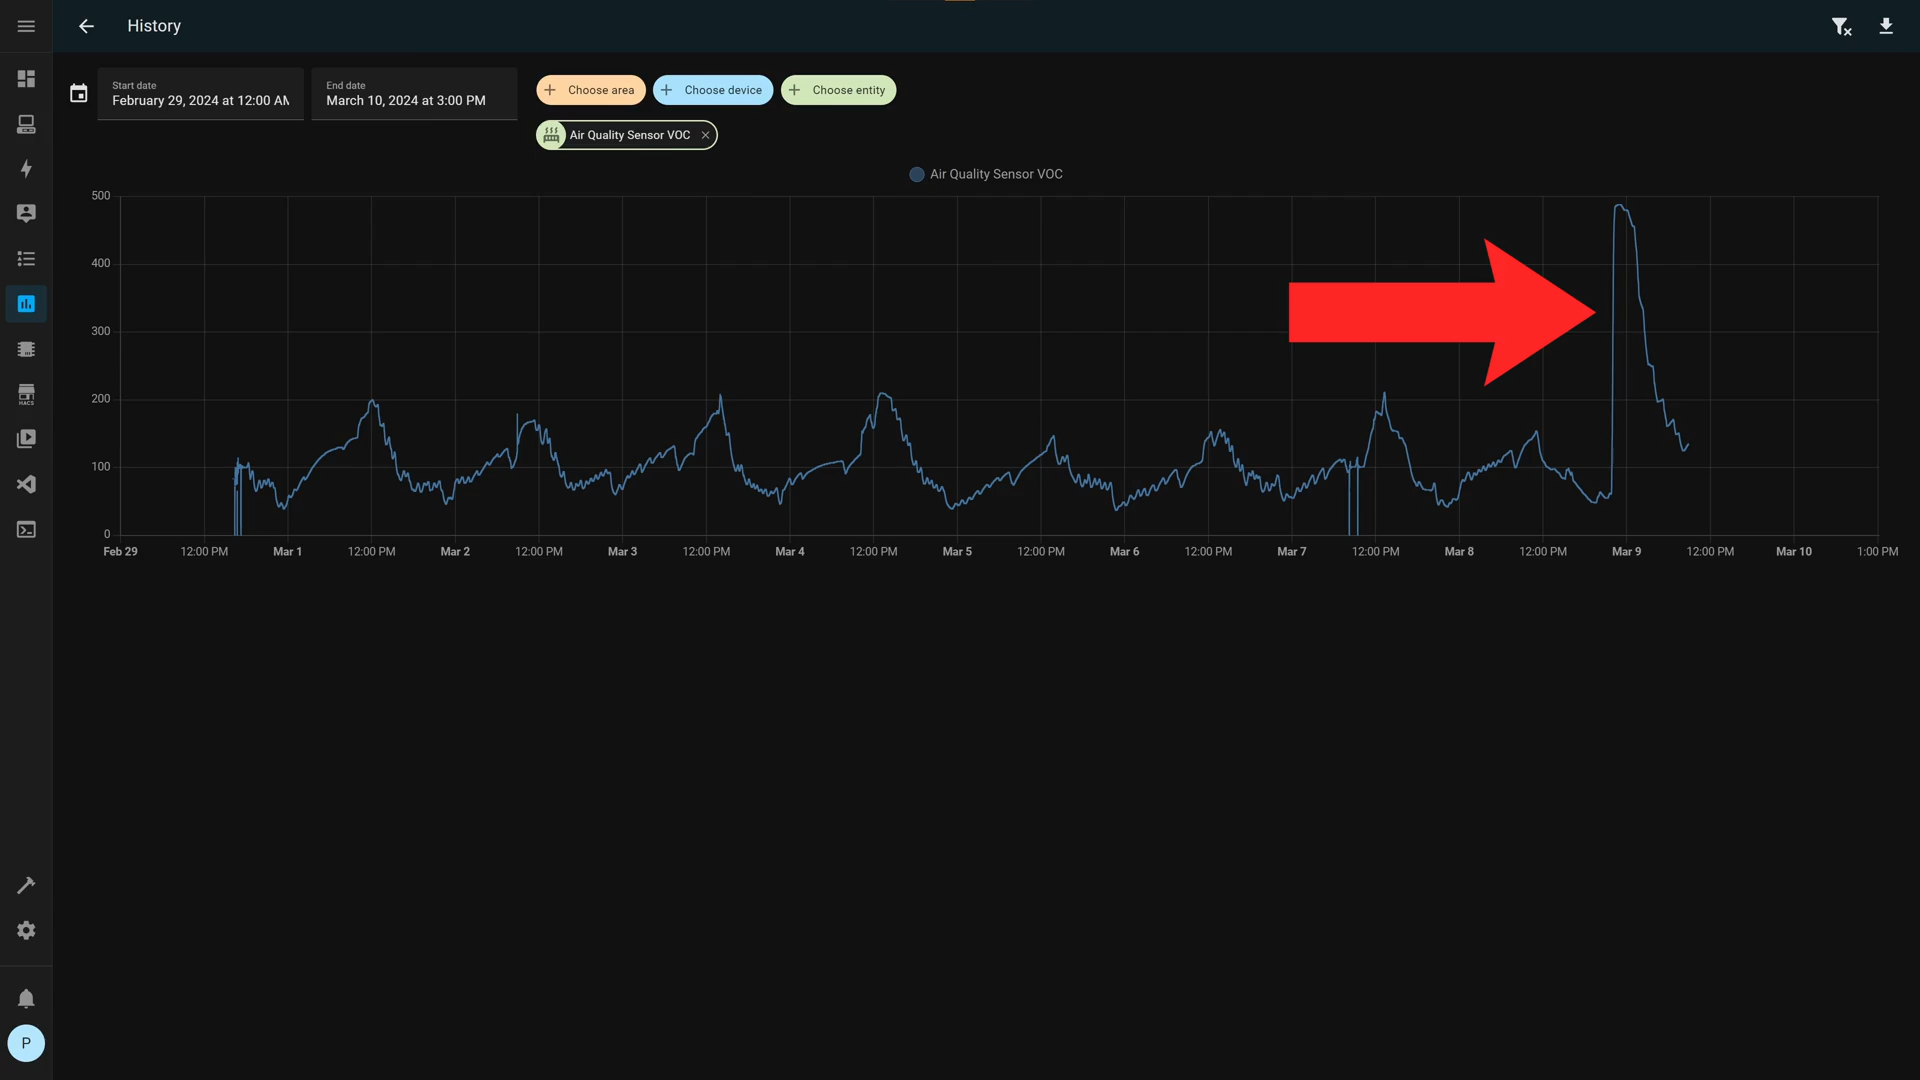 History
Start date
February 29, 2024 at 12:00 AM
End date
March 10, 2024 at 3:00 PM
Choose area
Choose device
Choose entity
Air Quality Sensor VOC
Air Quality Sensor VOC
500
400
300
200
100
0
Feb 29 12:00 PM Mar 1 12:00 PM Mar 2 12:00 PM Mar 3 12:00 PM Mar 4 12:00 PM Mar 5 12:00 PM Mar 6 12:00 PM Mar 7 12:00 PM Mar 8 12:00 PM Mar 9 12:00 PM Mar 10 1:00 PM
HACS
P